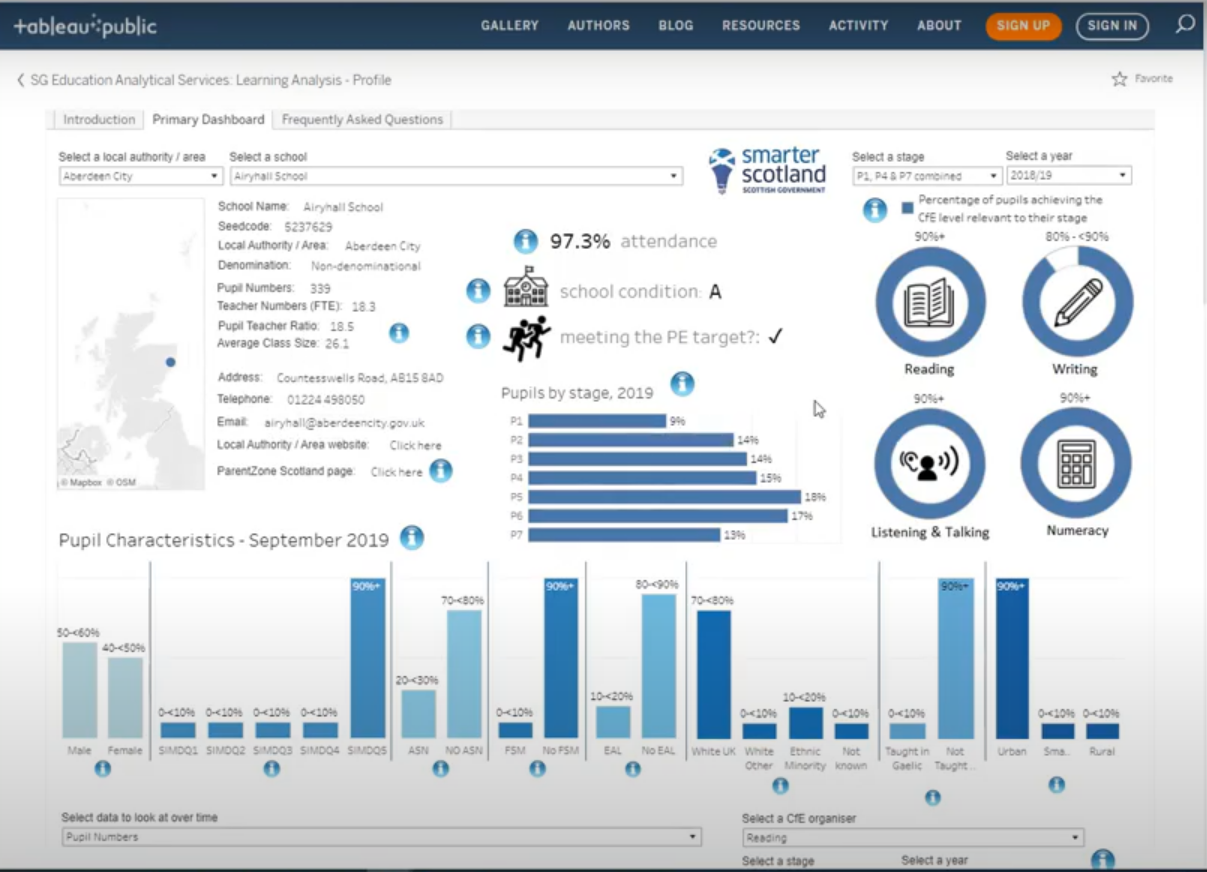 +ableau public
GALLERY AUTHORS BLOG RESOURCES ACTIVITY ABOUT SIGN UP SIGN IN
SG Education Analytical Services: Learning Analysis - Profile
Favorite
Introduction Primary Dashboard Frequently Asked Questions
Select a local authority / area Select a school
Aberdeen City Airyhall School
smarter
scotland
SCOTTISH GOVERNMENT
Select a stage Select a year
P1, P4 & P7 combined 2018/19
School Name: Airyhall School
Seedcode: 5237629
Local Authority / Area: Aberdeen City
Denomination: Non-denominational
Pupil Numbers: 339
Teacher Numbers (FTE): 18.3
Pupil Teacher Ratio: 18.5
Average Class Size: 26.1
Address: Countesswells Road, AB15 8AD
Telephone: 01224 498050
Email: airyhall@aberdeencity.gov.uk
Local Authority / Area website: Click here
ParentZone Scotland page: Click here
© Mapbox © OSM
97.3% attendance
school condition: A
meeting the PE target?: ✓
Pupils by stage, 2019
P1 9%
P2 14%
P3 14%
P4 15%
P5 18%
P6 17%
P7 13%
Percentage of pupils achieving the
CfE level relevant to their stage
90%+ 80% - <90%
Reading Writing
90%+ 90%+
Listening & Talking Numeracy
Pupil Characteristics - September 2019
50-<60% 40-<50% 0-<10% 0-<10% 0-<10% 0-<10% 90%+ 20-<30% 70-<80% 0-<10% 90%+ 10-<20% 80-<90% 70-<80% 0-<10% 10-<20% 0-<10% 0-<10% 90%+ 90%+ 0-<10% 0-<10%
Male Female SIMDQ1 SIMDQ2 SIMDQ3 SIMDQ4 SIMDQ5 ASN NO ASN FSM No FSM EAL No EAL White UK White Ethnic Not Taught in Not Urban Sma.. Rural
Other Minority known Gaelic Taught ...
Select data to look at over time
Pupil Numbers
Select a CfE organiser
Reading
Select a stage Select a year